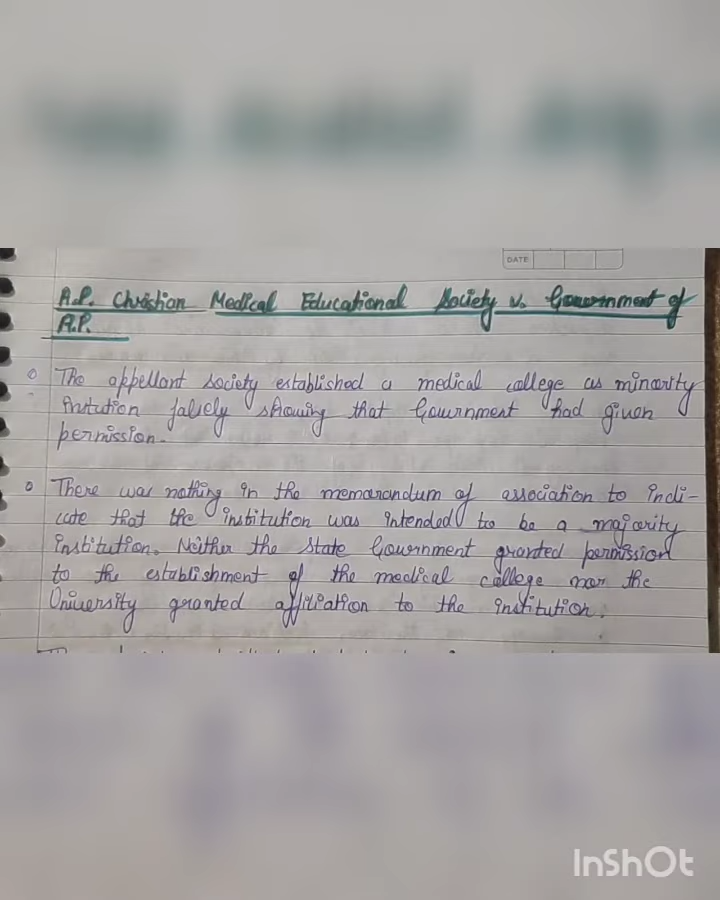 DATE
A.P. Christian Medical Educational Society v. Government of
A.P.
The appellant society established a medical college as minority
intution falsely showing that Government had given
permission.
There was nothing in the memorandum of association to indi-
cate that the institution was intended to be a majority
institution. Neither the State Government granted permission
to the establishment of the medical college nor the
University granted affiliation to the institution.
InShOt